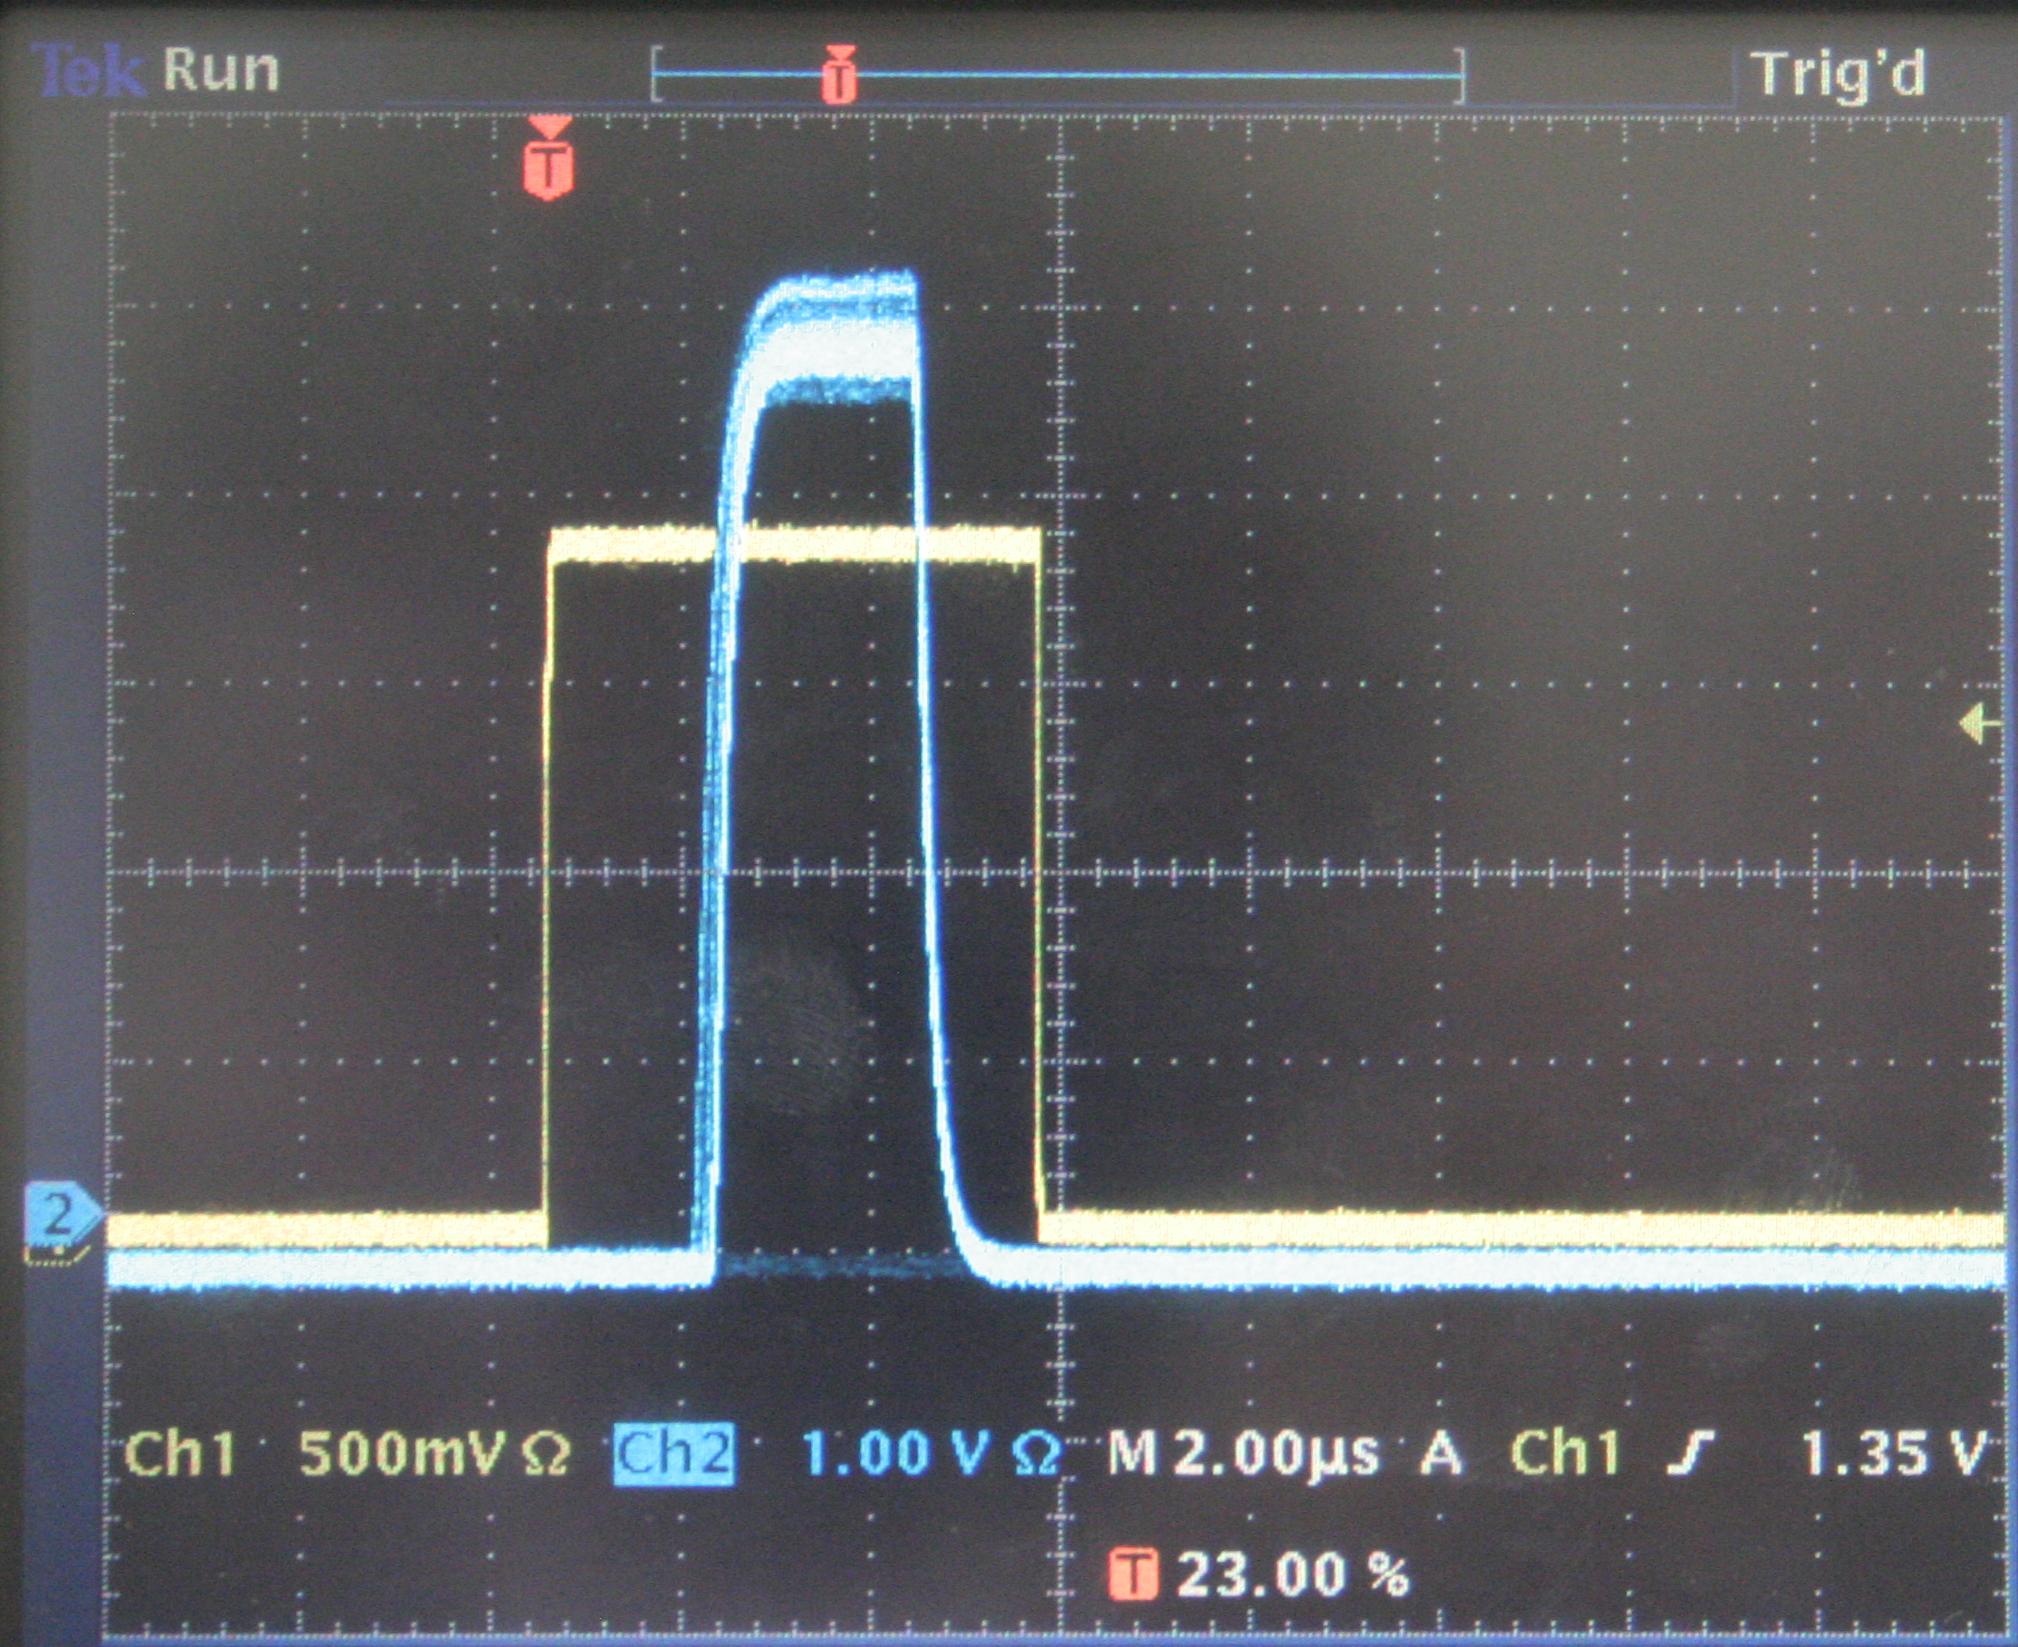 Tek Run Trig'd
T
T
2
Ch1 500mV Ω Ch2 1.00 V Ω M 2.00µs A Ch1 ʃ 1.35 V
T 23.00 %